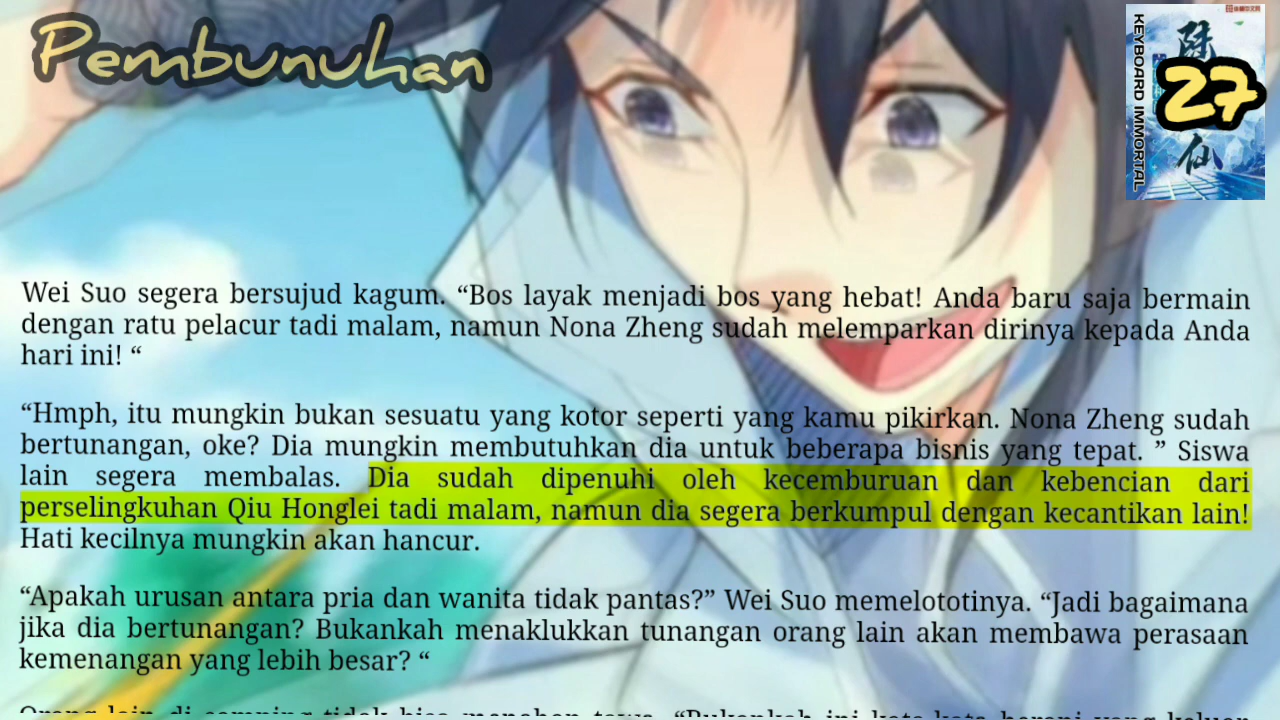 Pembunuhan
KEYBOARD IMMORTAL
27
仙
Wei Suo segera bersujud kagum. “Bos layak menjadi bos yang hebat! Anda baru saja bermain
dengan ratu pelacur tadi malam, namun Nona Zheng sudah melemparkan dirinya kepada Anda
hari ini! “
“Hmph, itu mungkin bukan sesuatu yang kotor seperti yang kamu pikirkan. Nona Zheng sudah
bertunangan, oke? Dia mungkin membutuhkan dia untuk beberapa bisnis yang tepat. ” Siswa
lain segera membalas. Dia sudah dipenuhi oleh kecemburuan dan kebencian dari
perselingkuhan Qiu Honglei tadi malam, namun dia segera berkumpul dengan kecantikan lain!
Hati kecilnya mungkin akan hancur.
“Apakah urusan antara pria dan wanita tidak pantas?” Wei Suo memelototinya. “Jadi bagaimana
jika dia bertunangan? Bukankah menaklukkan tunangan orang lain akan membawa perasaan
kemenangan yang lebih besar? “